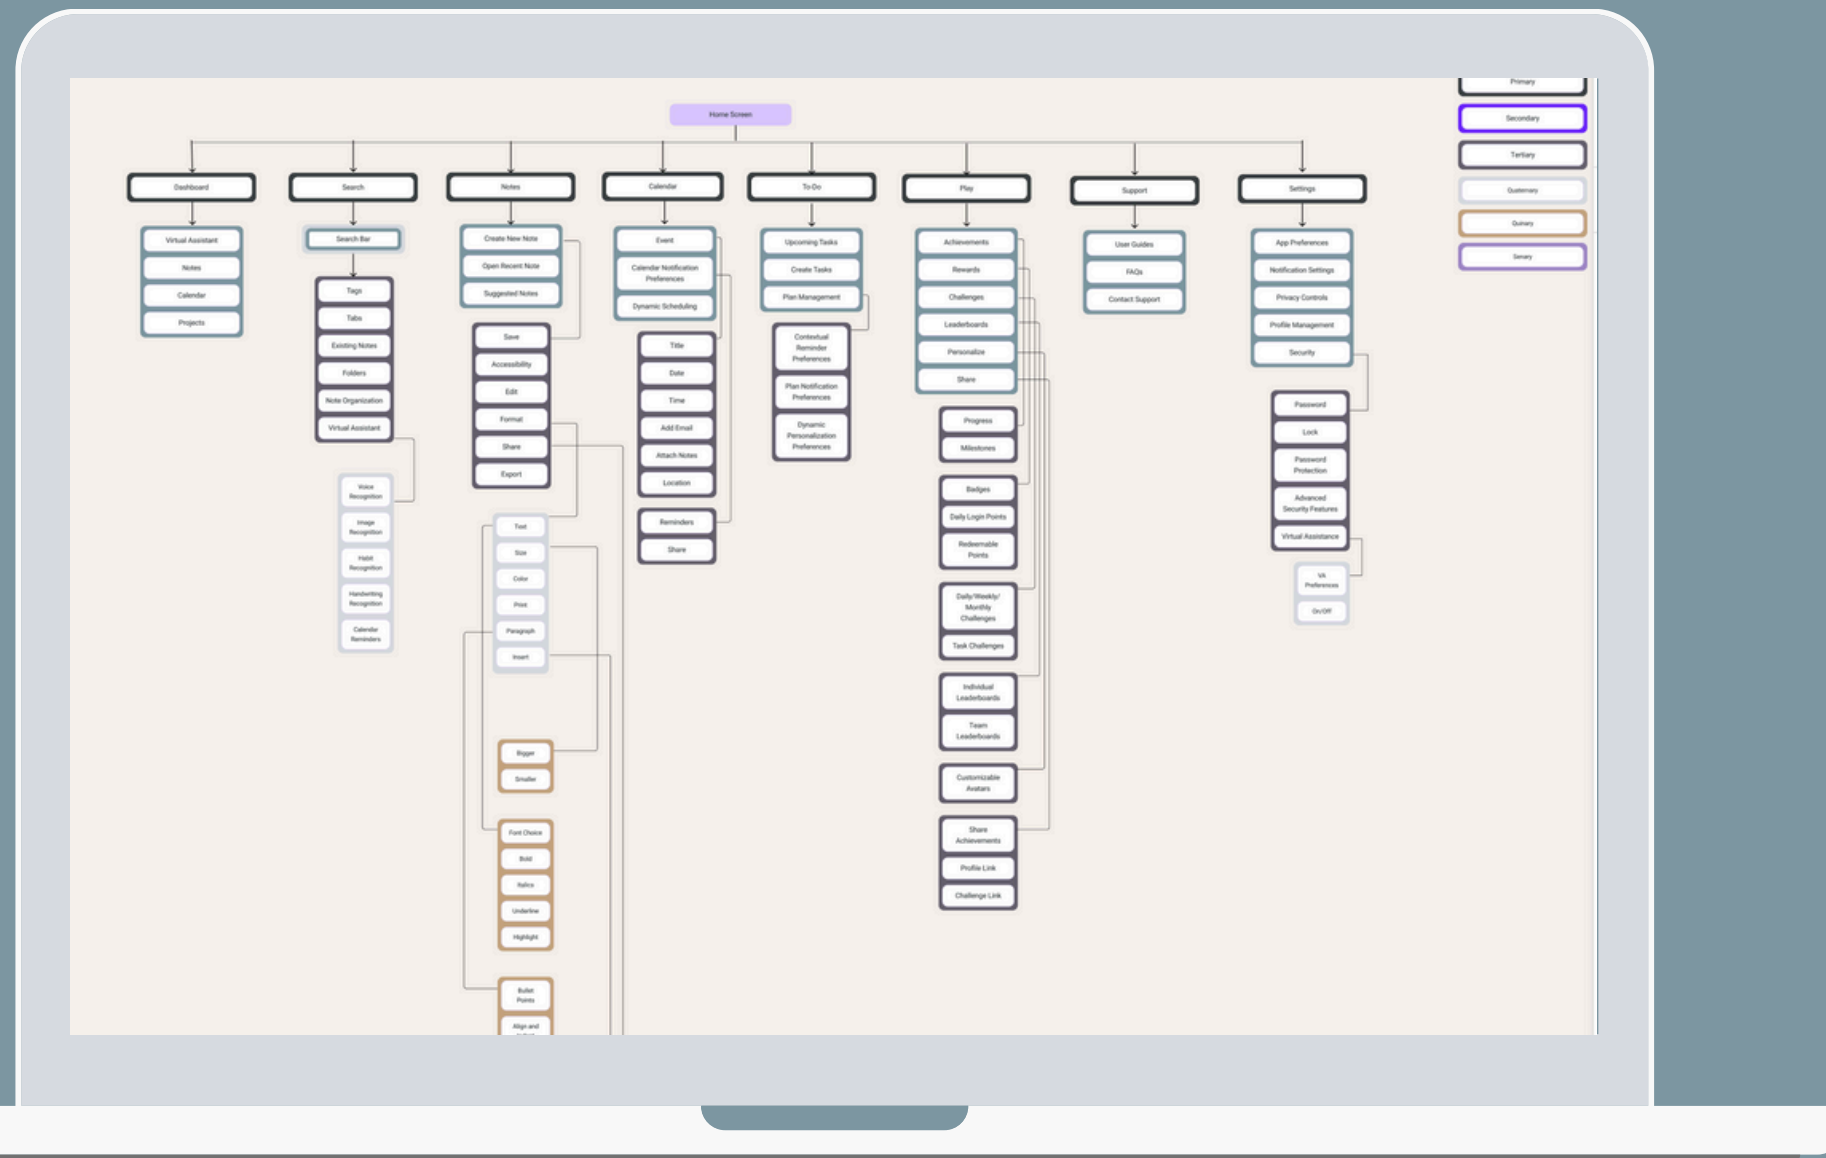 Primary
Home Screen
Secondary
Tertiary
Quaternary
Quinary
Senary
Dashboard
Virtual Assistant
Notes
Calendar
Projects
Search
Search Bar
Tags
Tabs
Existing Notes
Folders
Note Organization
Virtual Assistant
Voice
Recognition
Image
Recognition
Habit
Recognition
Handwriting
Recognition
Calendar
Reminders
Notes
Create New Note
Open Recent Note
Suggested Notes
Save
Accessibility
Edit
Format
Share
Export
Text
Size
Color
Print
Paragraph
Insert
Bigger
Smaller
Font Choice
Bold
Italics
Underline
Highlight
Bullet
Points
Align and
Calendar
Event
Calendar Notification
Preferences
Dynamic Scheduling
Title
Date
Time
Add Email
Attach Notes
Location
Reminders
Share
To-Do
Upcoming Tasks
Create Tasks
Plan Management
Contextual
Reminder
Preferences
Plan Notification
Preferences
Dynamic
Personalization
Preferences
Play
Achievements
Rewards
Challenges
Leaderboards
Personalize
Share
Progress
Milestones
Badges
Daily Login Points
Redeemable
Points
Daily/Weekly/
Monthly
Challenges
Task Challenges
Individual
Leaderboards
Team
Leaderboards
Customizable
Avatars
Share
Achievements
Profile Link
Challenge Link
Support
User Guides
FAQs
Contact Support
Settings
App Preferences
Notification Settings
Privacy Controls
Profile Management
Security
Password
Lock
Password
Protection
Advanced
Security Features
Virtual Assistance
VA
Preferences
On/Off